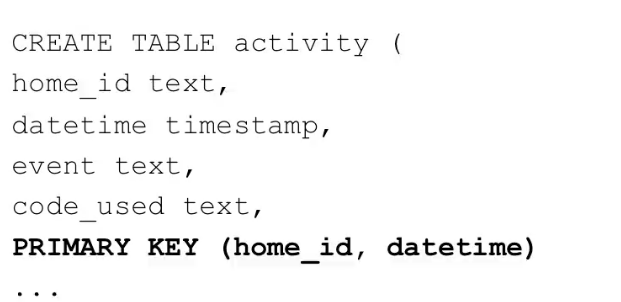 CREATE TABLE activity (
home_id text,
datetime timestamp,
event text,
code_used text,
PRIMARY KEY (home_id, datetime)
...